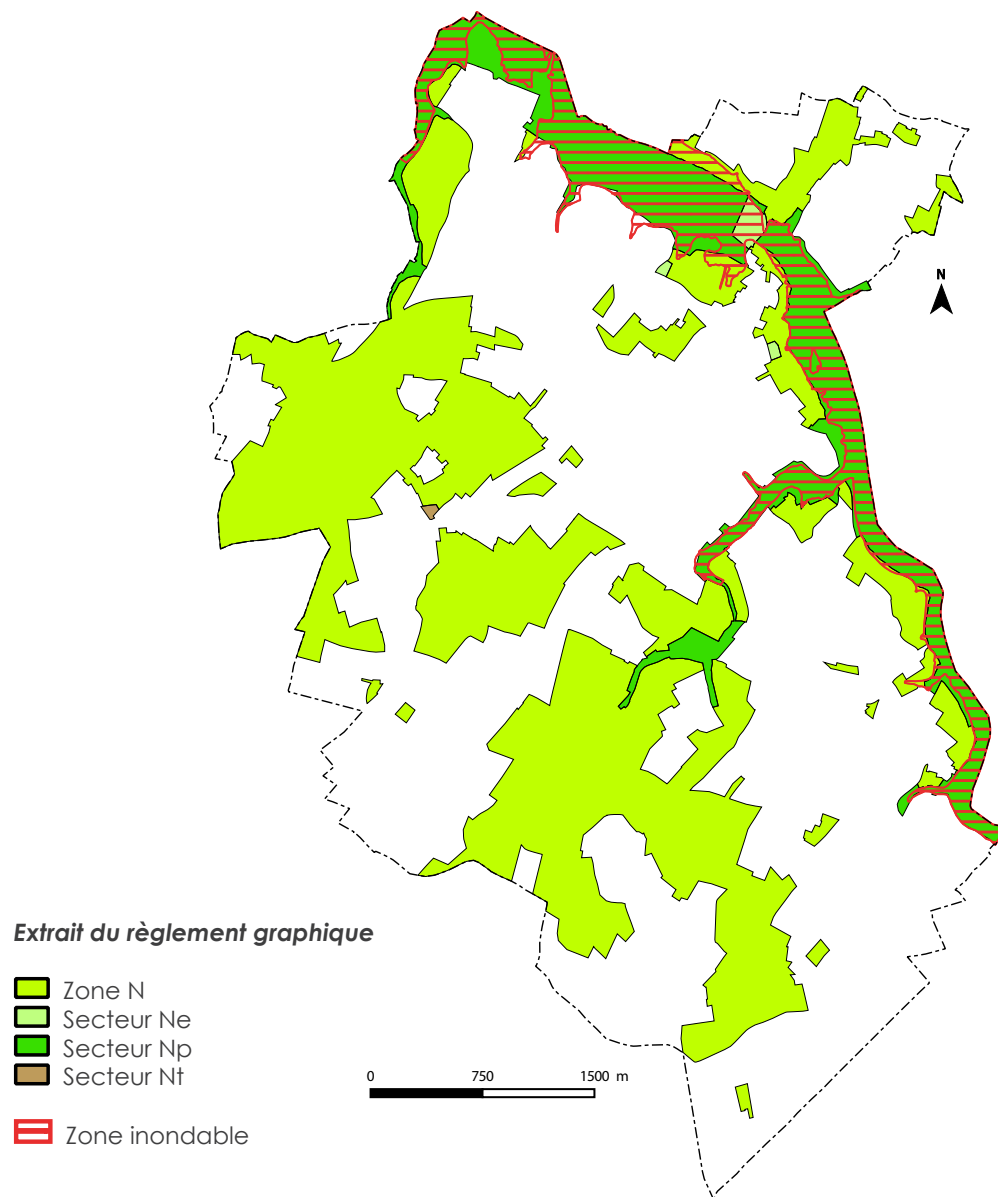 N
Extrait du règlement graphique
Zone N
Secteur Ne
Secteur Np
Secteur Nt
0 750 1500 m
Zone inondable